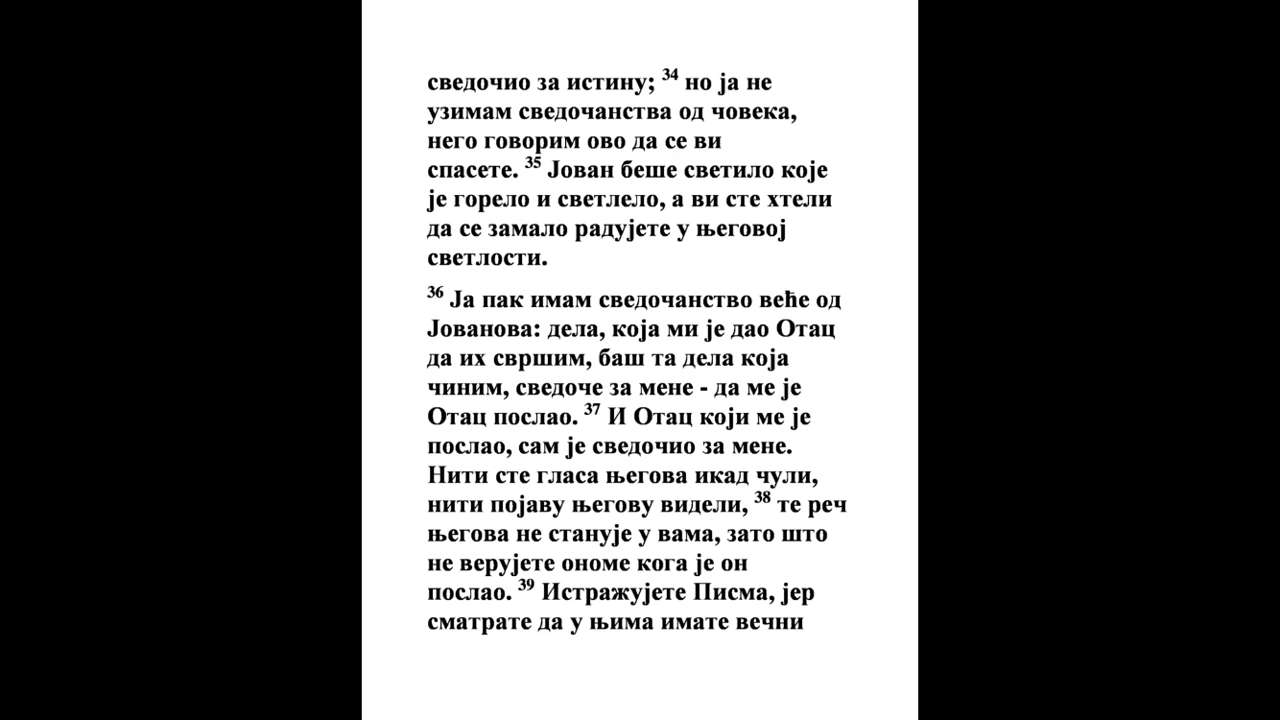 сведочио за истину; 34 но ја не
узимам сведочанства од човека,
него говорим ово да се ви
спасете. 35 Јован беше светило које
је горело и светлело, а ви сте хтели
да се замало радујете у његовој
светлости.
36 Ја пак имам сведочанство веће од
Јованова: дела, која ми је дао Отац
да их свршим, баш та дела која
чиним, сведоче за мене - да ме је
Отац послао. 37 И Отац који ме је
послао, сам је сведочио за мене.
Нити сте гласа његова икад чули,
нити појаву његову видели, 38 те реч
његова не станује у вама, зато што
не верујете ономе кога је он
послао. 39 Истражујете Писма, јер
сматрате да у њима имате вечни